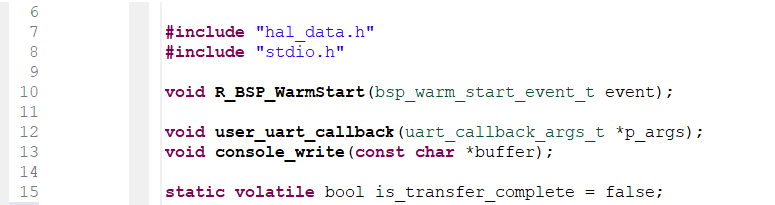 6
7 #include "hal_data.h"
8 #include "stdio.h"
9
10 void R_BSP_WarmStart(bsp_warm_start_event_t event);
11
12 void user_uart_callback(uart_callback_args_t *p_args);
13 void console_write(const char *buffer);
14
15 static volatile bool is_transfer_complete = false;